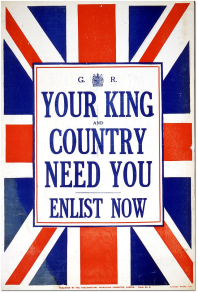 G. R.
YOUR KING
AND
COUNTRY
NEED YOU
ENLIST NOW